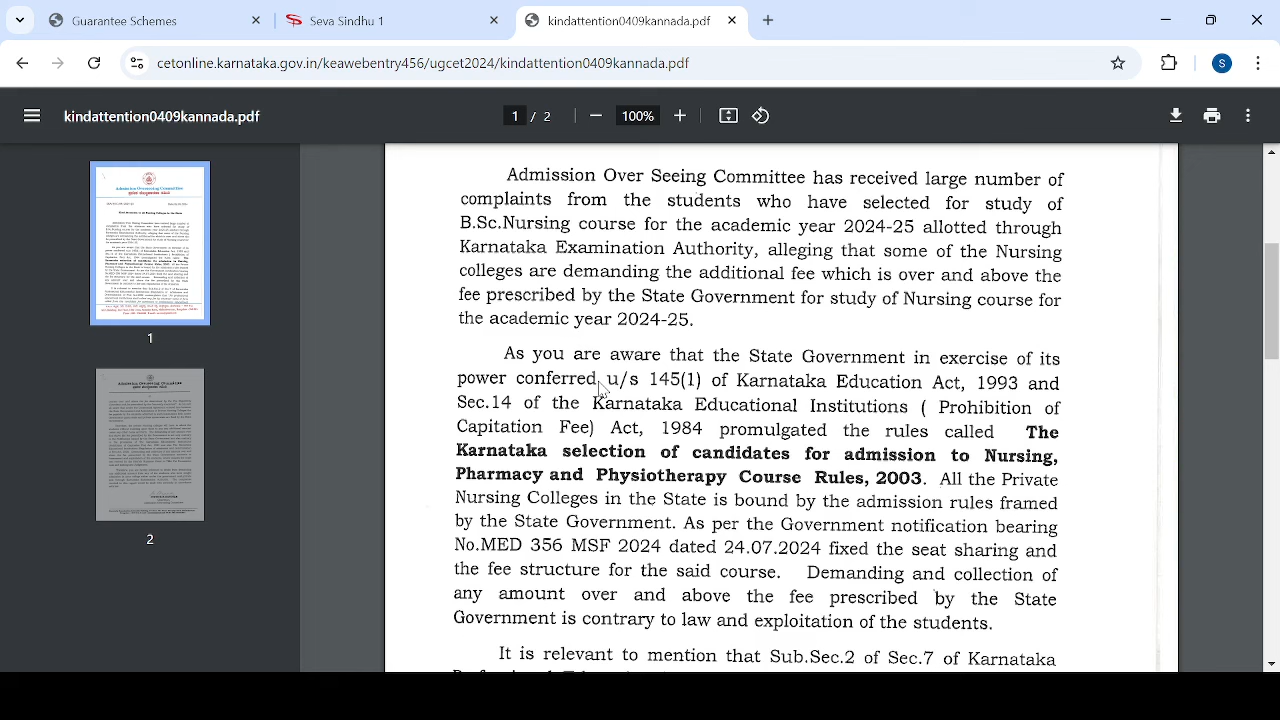 Guarantee Schemes
Seva Sindhu 1
kindattention0409kannada.pdf
cetonline.karnataka.gov.in/keawebentry456/ugcet2024/kindattention0409kannada.pdf
S
kindattention0409kannada.pdf
1 / 2
100%
Admission Overseeing Committee
1
2
Admission Over Seeing Committee has received large number of
complaint from the students who have selected for study of
B.Sc.Nursing course for the academic year 2024-25 allotted through
Karnataka Examination Authority, alleging that some of the Nursing
colleges are demanding the additional fee amounts over and above the
fee prescribed by the State Government in respect of Nursing course for
the academic year 2024-25.
As you are aware that the State Government in exercise of its
power conferred U/s 145(1) of Karnataka Education Act, 1993 and
Sec.14 of Karnataka Educational Institutions ( Prohibition of
Capitation Fee) Act, 1984 promulgated the rules called The
Karnataka selection of candidates for admission to Nursing,
Pharmacy and Physiotherapy Course Rules, 2003. All the Private
Nursing Colleges in the State is bound by the admission rules framed
by the State Government. As per the Government notification bearing
No.MED 356 MSF 2024 dated 24.07.2024 fixed the seat sharing and
the fee structure for the said course. Demanding and collection of
any amount over and above the fee prescribed by the State
Government is contrary to law and exploitation of the students.
It is relevant to mention that Sub.Sec.2 of Sec.7 of Karnataka